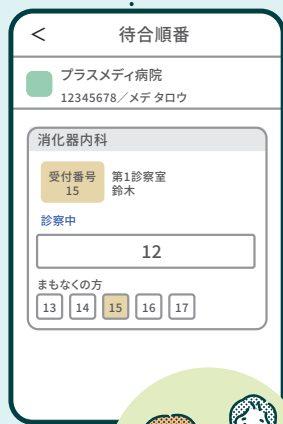 <
待合順番
プラスメディ病院
12345678／メデ タロウ
消化器内科
受付番号
15
第1診察室
鈴木
診察中
12
まもなくの方
13 14 15 16 17